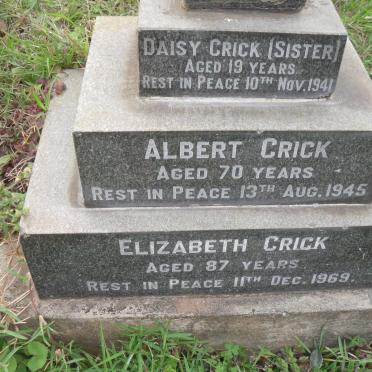 DAISY CRICK (SISTER)
AGED 19 YEARS
REST IN PEACE 10TH NOV. 1941
ALBERT CRICK
AGED 70 YEARS
REST IN PEACE 13TH AUG. 1945
ELIZABETH CRICK
AGED 87 YEARS
REST IN PEACE 11TH DEC. 1969.